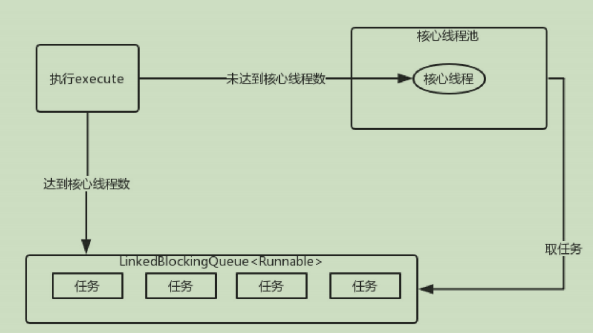 核心线程池
执行execute
未达到核心线程数
核心线程
达到核心线程数
取任务
LinkedBlockingQueue<Runnable>
任务
任务
任务
任务